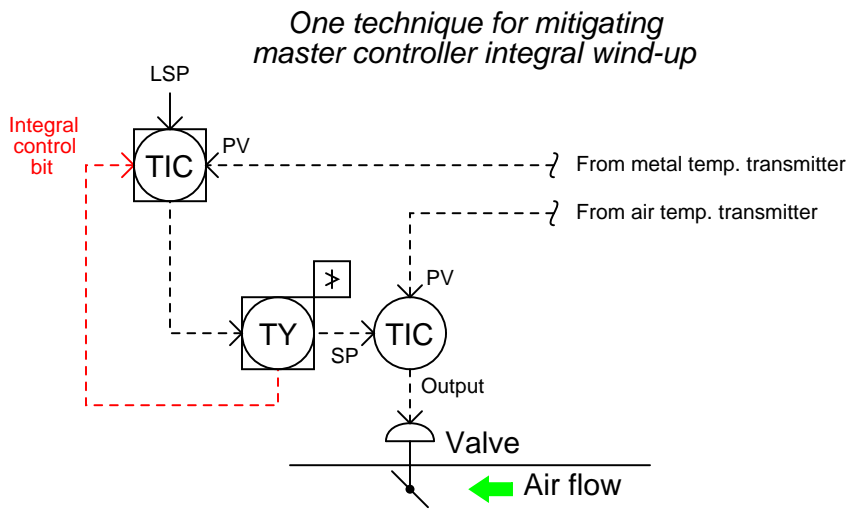 One technique for mitigating
master controller integral wind-up
LSP
Integral
control
bit
TIC
PV
From metal temp. transmitter
From air temp. transmitter
PV
TY
SP
TIC
Output
Valve
Air flow